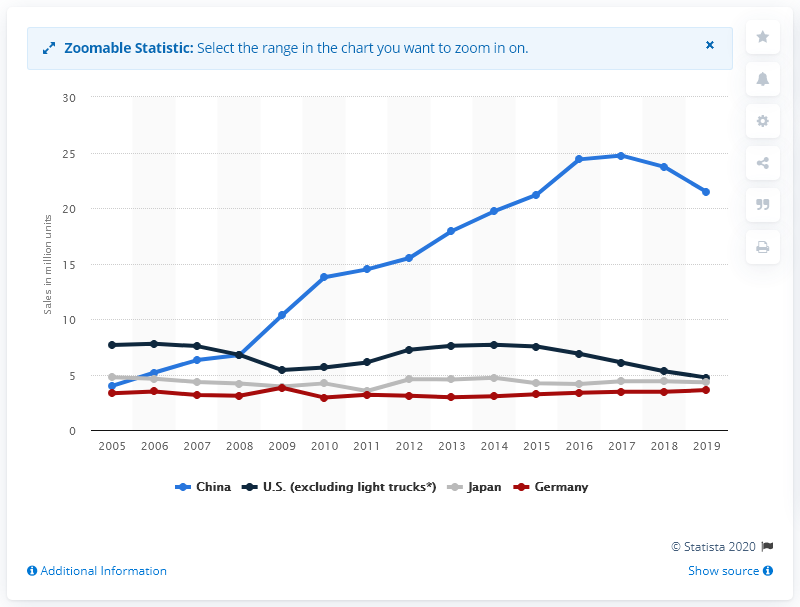 Zoomable Statistic: Select the range in the chart you want to zoom in on. ×
30
25
20
15
10
5
0
Sales in million units
2005 2006 2007 2008 2009 2010 2011 2012 2013 2014 2015 2016 2017 2018 2019
China U.S. (excluding light trucks*) Japan Germany
© Statista 2020
Additional Information Show source